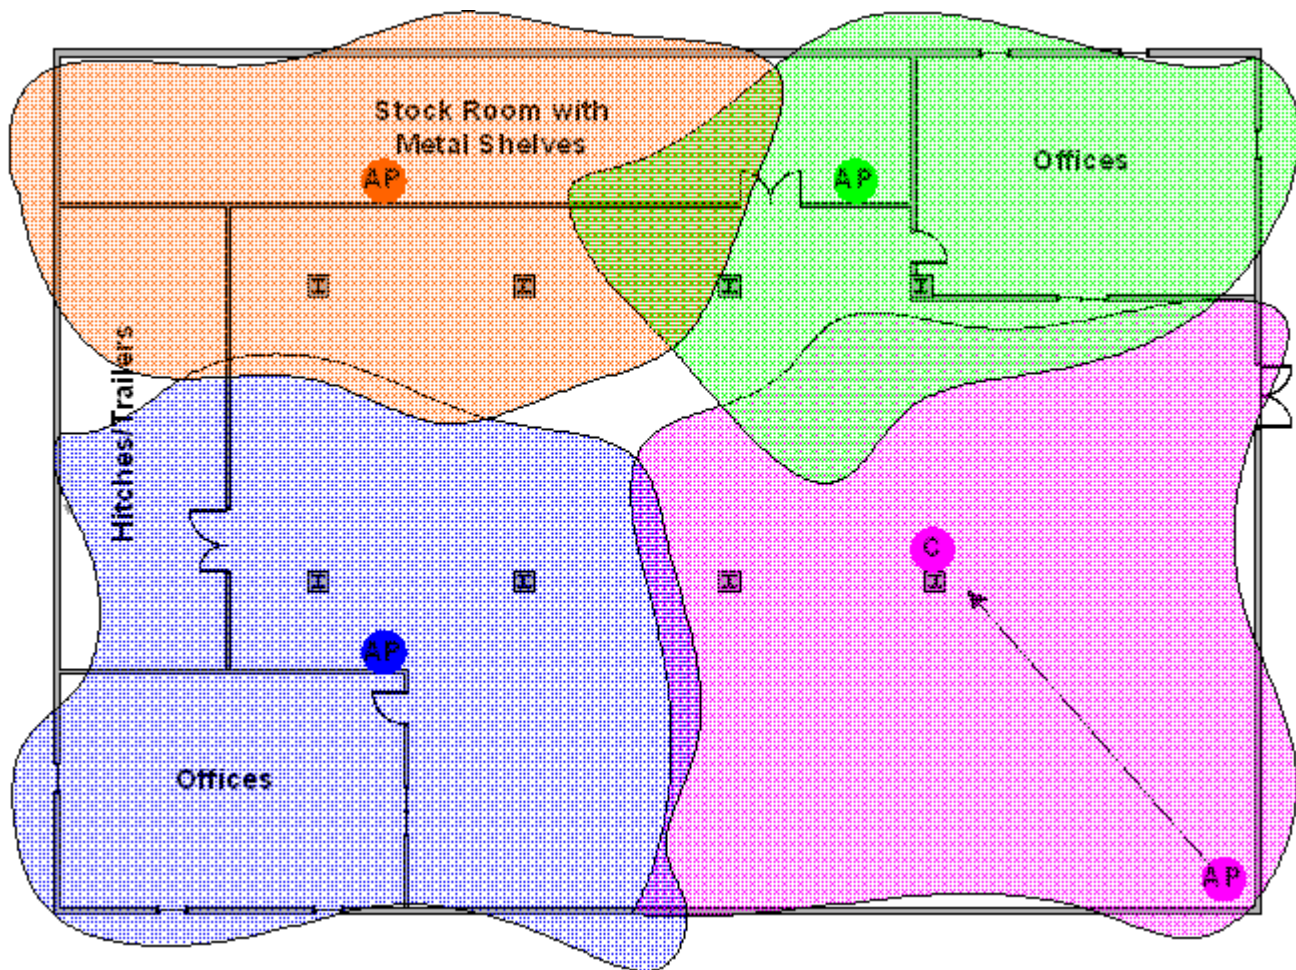 Stock Room with
Metal Shelves
AP
AP
Offices
I
I
I
I
Hitches/Trailers
C
I
I
I
I
AP
Offices
AP